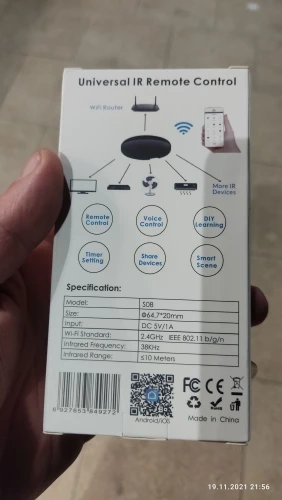 Universal IR Remote Control
WiFi Router
More IR
Devices
Remote
Control
Voice
Control
DIY
Learning
Timer
Setting
Share
Devices
Smart
Scene
Specification:
Model: S08
Size: Φ64,7*20mm
Input: DC 5V/1A
Wi-Fi Standard: 2.4GHz IEEE 802.11 b/g/n
Infrared Frequency: 38KHz
Infrared Range: ≤10 Meters
FC CE
Android/iOS
Made in China
19.11.2021 21:56